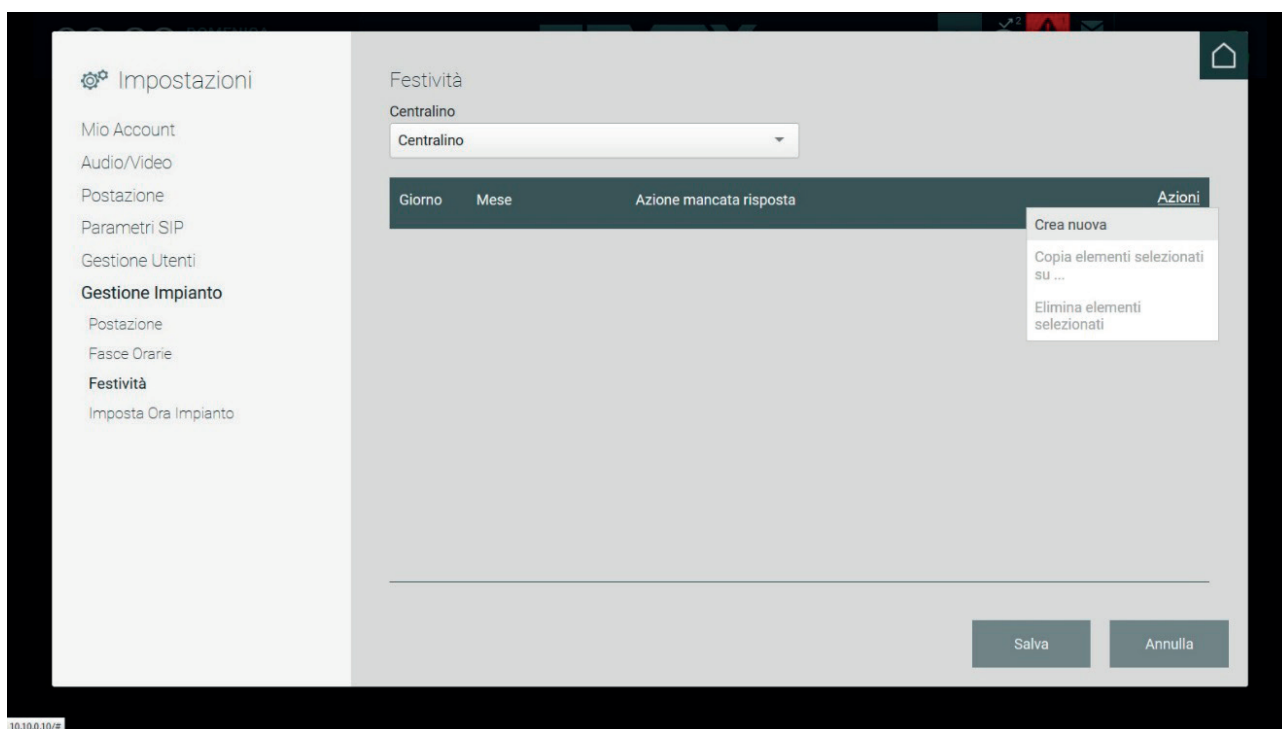 Impostazioni
Mio Account
Audio/Video
Postazione
Parametri SIP
Gestione Utenti
Gestione Impianto
Postazione
Fasce Orarie
Festività
Imposta Ora Impianto
Festività
Centralino
Centralino
Giorno Mese Azione mancata risposta Azioni
Crea nuova
Copia elementi selezionati
su ...
Elimina elementi
selezionati
Salva Annulla
10.10.0.10/#